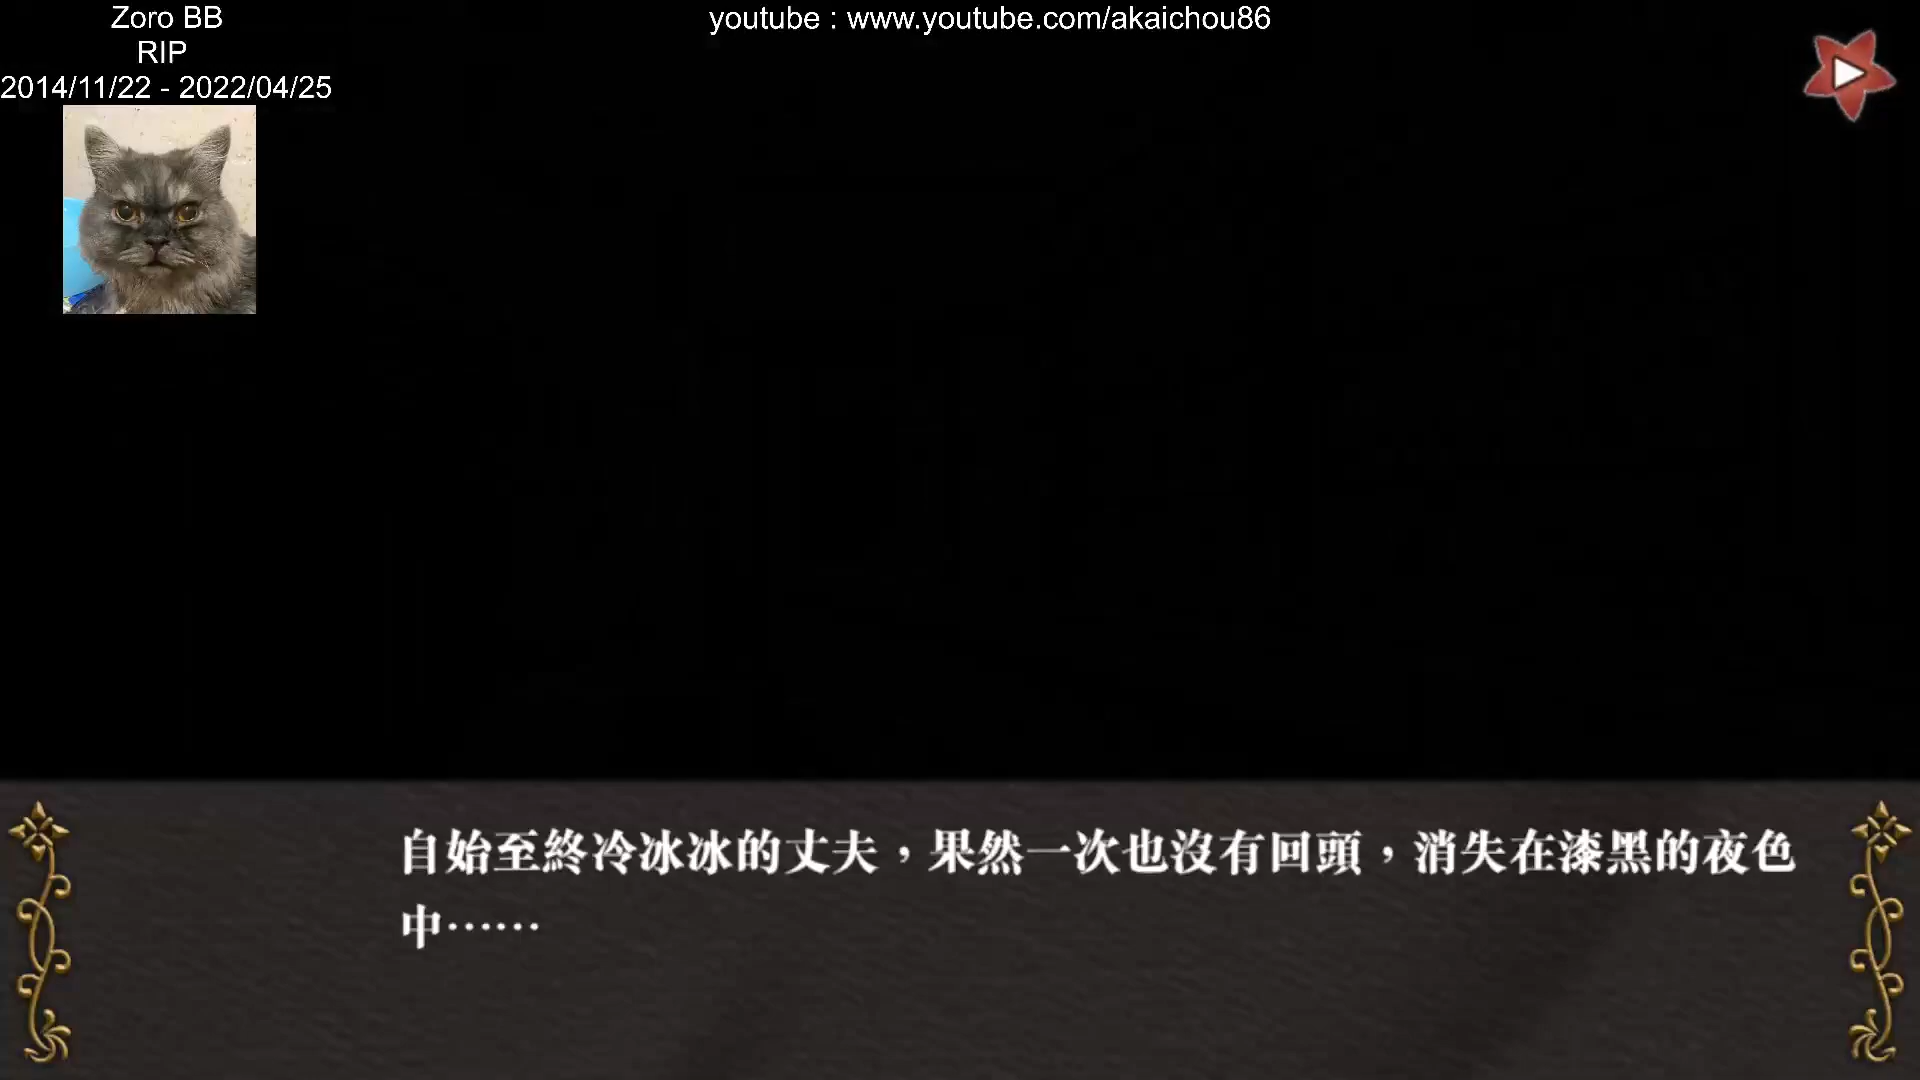 Zoro BB
RIP
2014/11/22 - 2022/04/25
youtube : www.youtube.com/akaichou86
自始至終冷冰冰的丈夫，果然一次也沒有回頭，消失在漆黑的夜色
中……